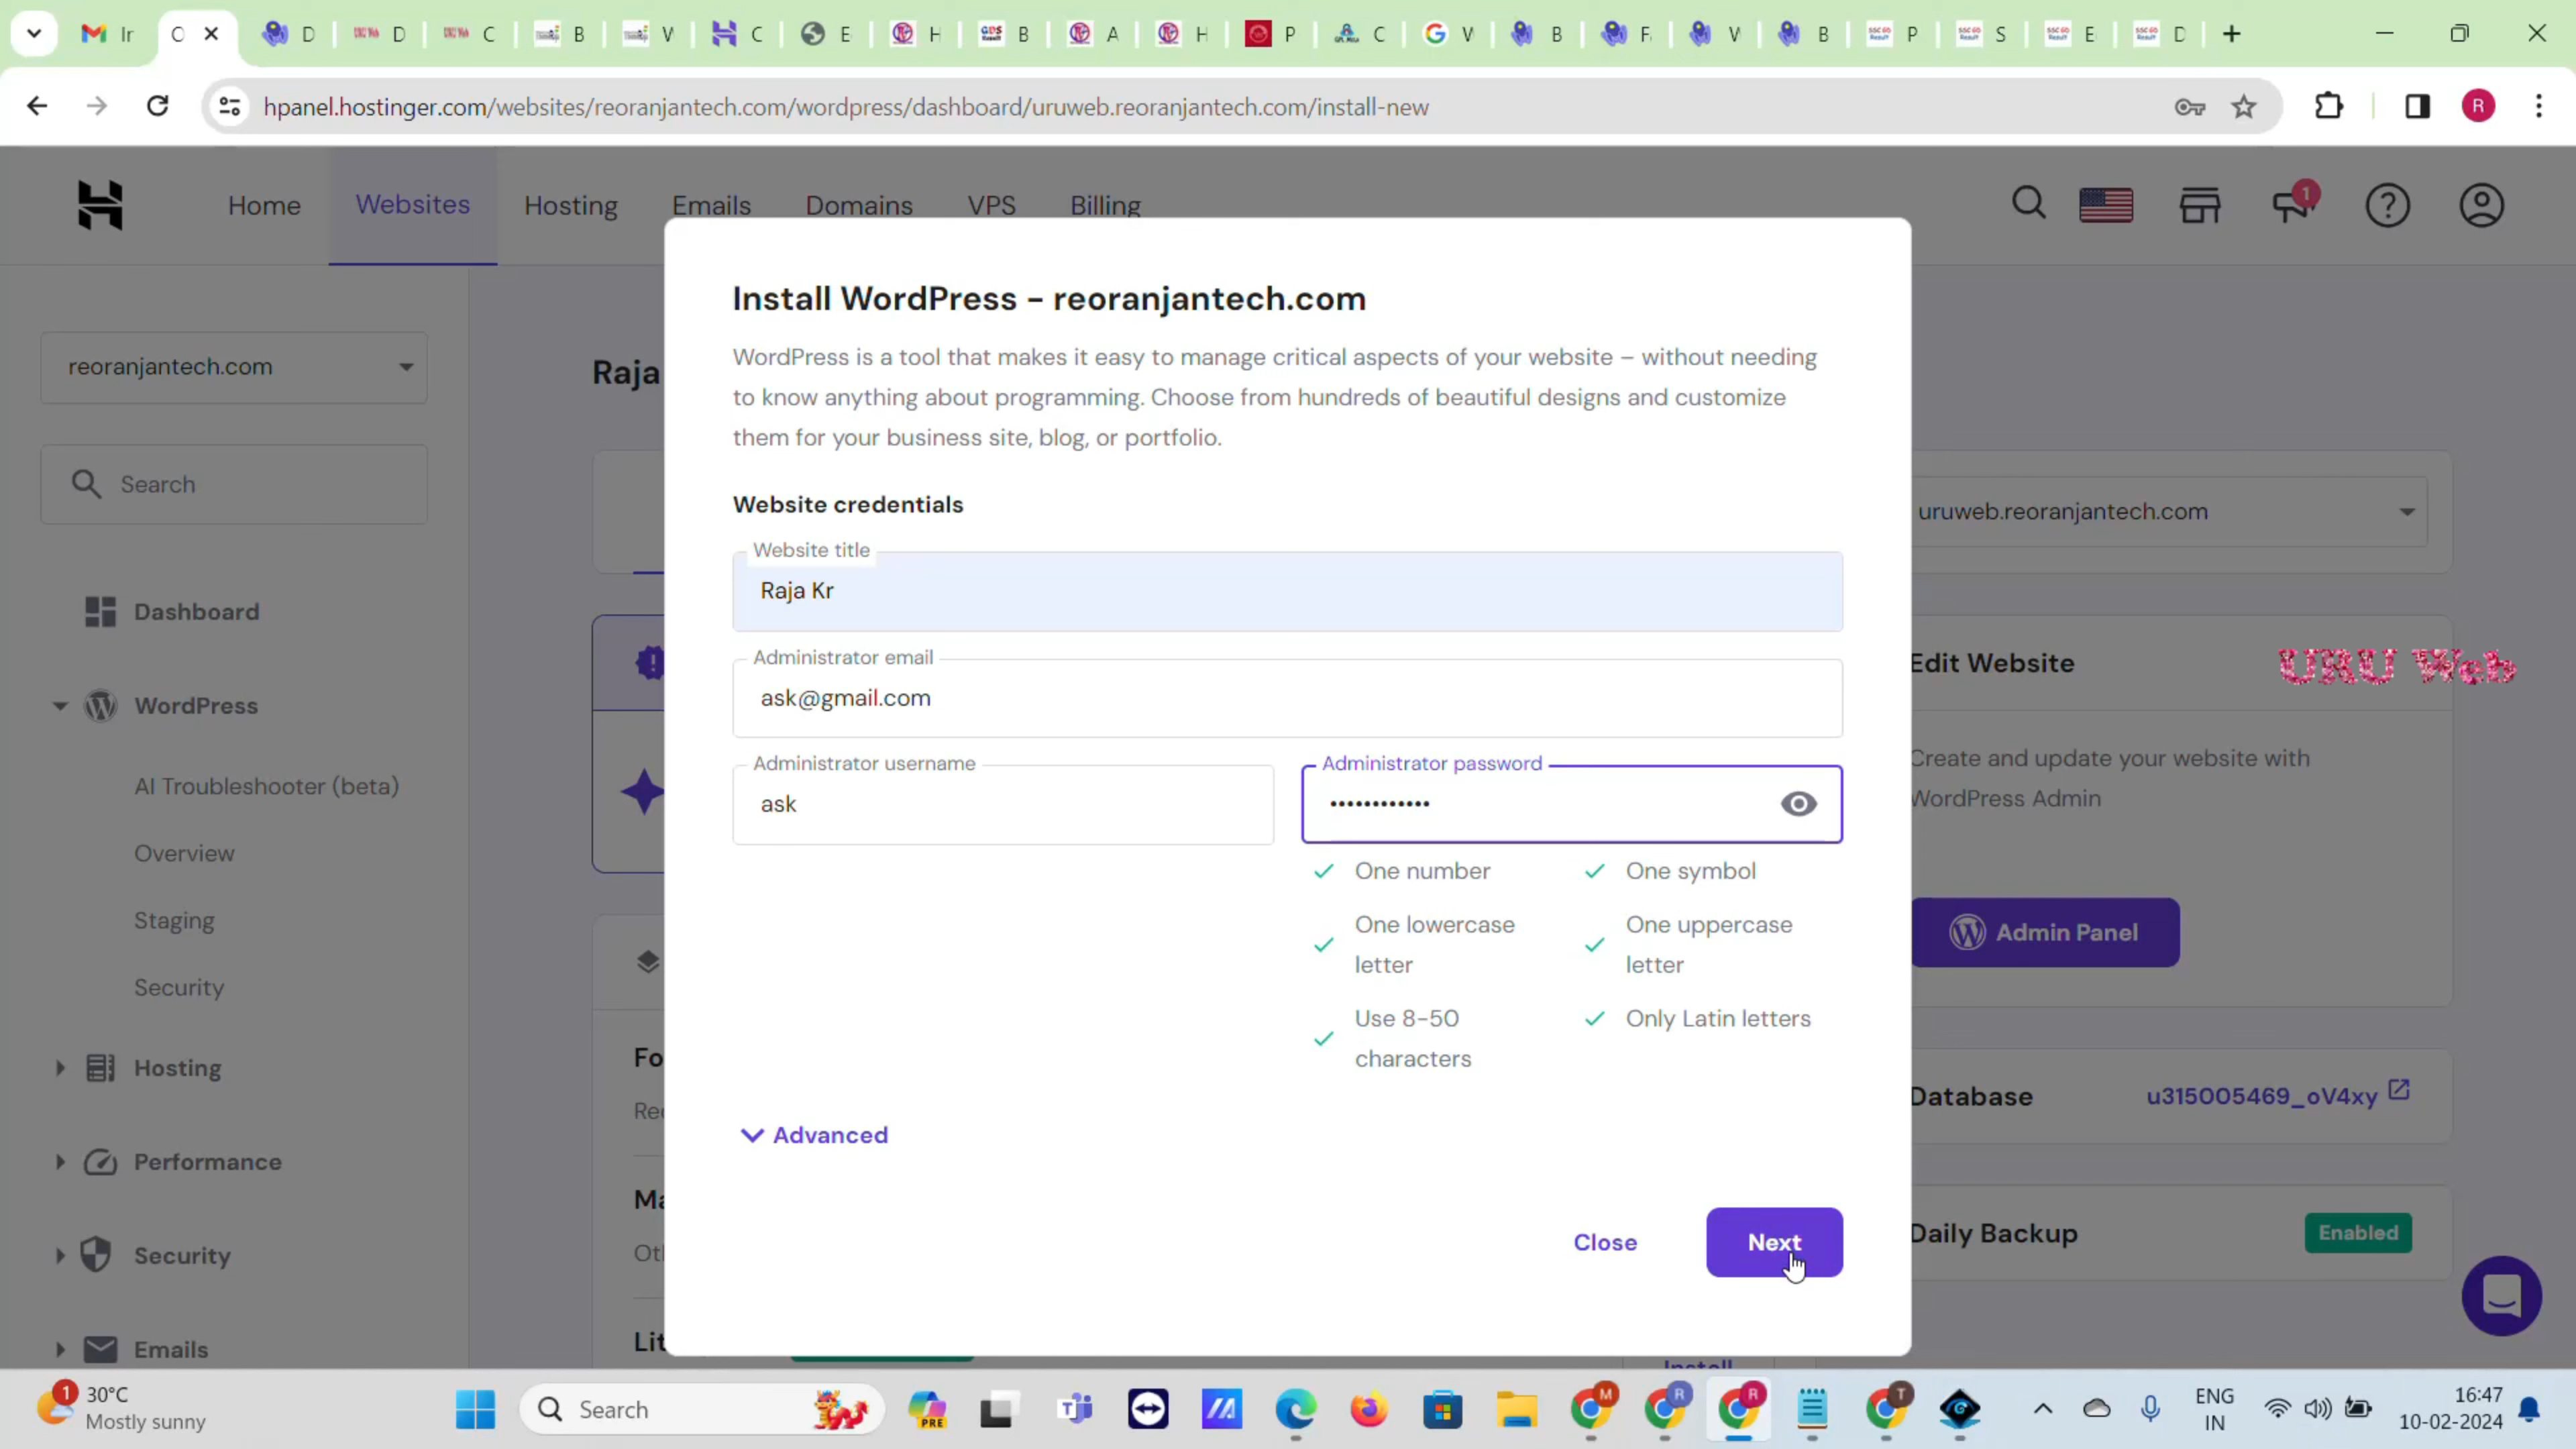 Ir
C
D
D
C
B
V
C
E
H
B
A
H
P
C
V
B
F
V
B
P
S
E
D
hpanel.hostinger.com/websites/reoranjantech.com/wordpress/dashboard/uruweb.reoranjantech.com/install-new
R
Home
Websites
Hosting
Emails
Domains
VPS
Billing
1
reoranjantech.com
Search
Dashboard
WordPress
AI Troubleshooter (beta)
Overview
Staging
Security
Hosting
Performance
Security
Emails
Raja
Install WordPress - reoranjantech.com
WordPress is a tool that makes it easy to manage critical aspects of your website – without needing
to know anything about programming. Choose from hundreds of beautiful designs and customize
them for your business site, blog, or portfolio.
Website credentials
Website title
Raja Kr
Administrator email
ask@gmail.com
Administrator username
ask
Administrator password
••••••••••••
One number
One symbol
One lowercase
letter
One uppercase
letter
Use 8-50
characters
Only Latin letters
Advanced
Close
Next
uruweb.reoranjantech.com
Edit Website
URU Web
Create and update your website with
WordPress Admin
Admin Panel
Database
u315005469_oV4xy
Daily Backup
Enabled
1
30°C
Mostly sunny
Search
PRE
M
R
R
T
ENG
IN
16:47
10-02-2024